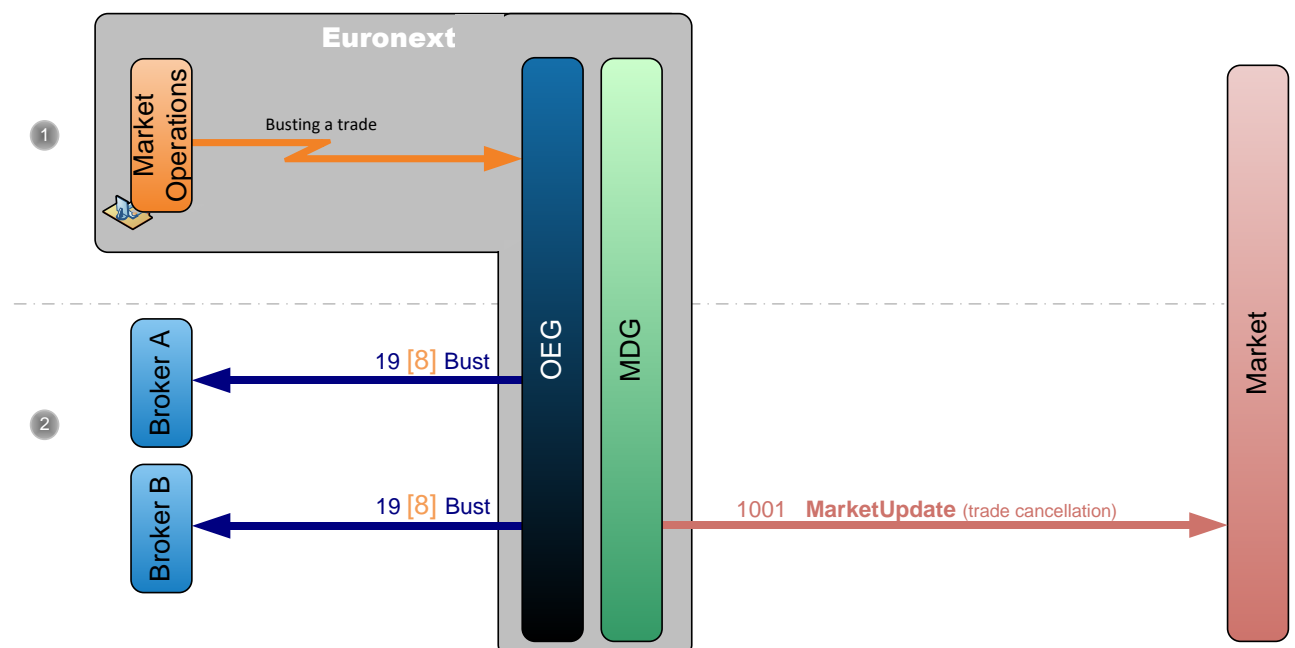 Euronext
Market
Operations
1
Busting a trade
OEG
MDG
Market
2
Broker A
19 [8] Bust
Broker B
19 [8] Bust
1001 MarketUpdate (trade cancellation)